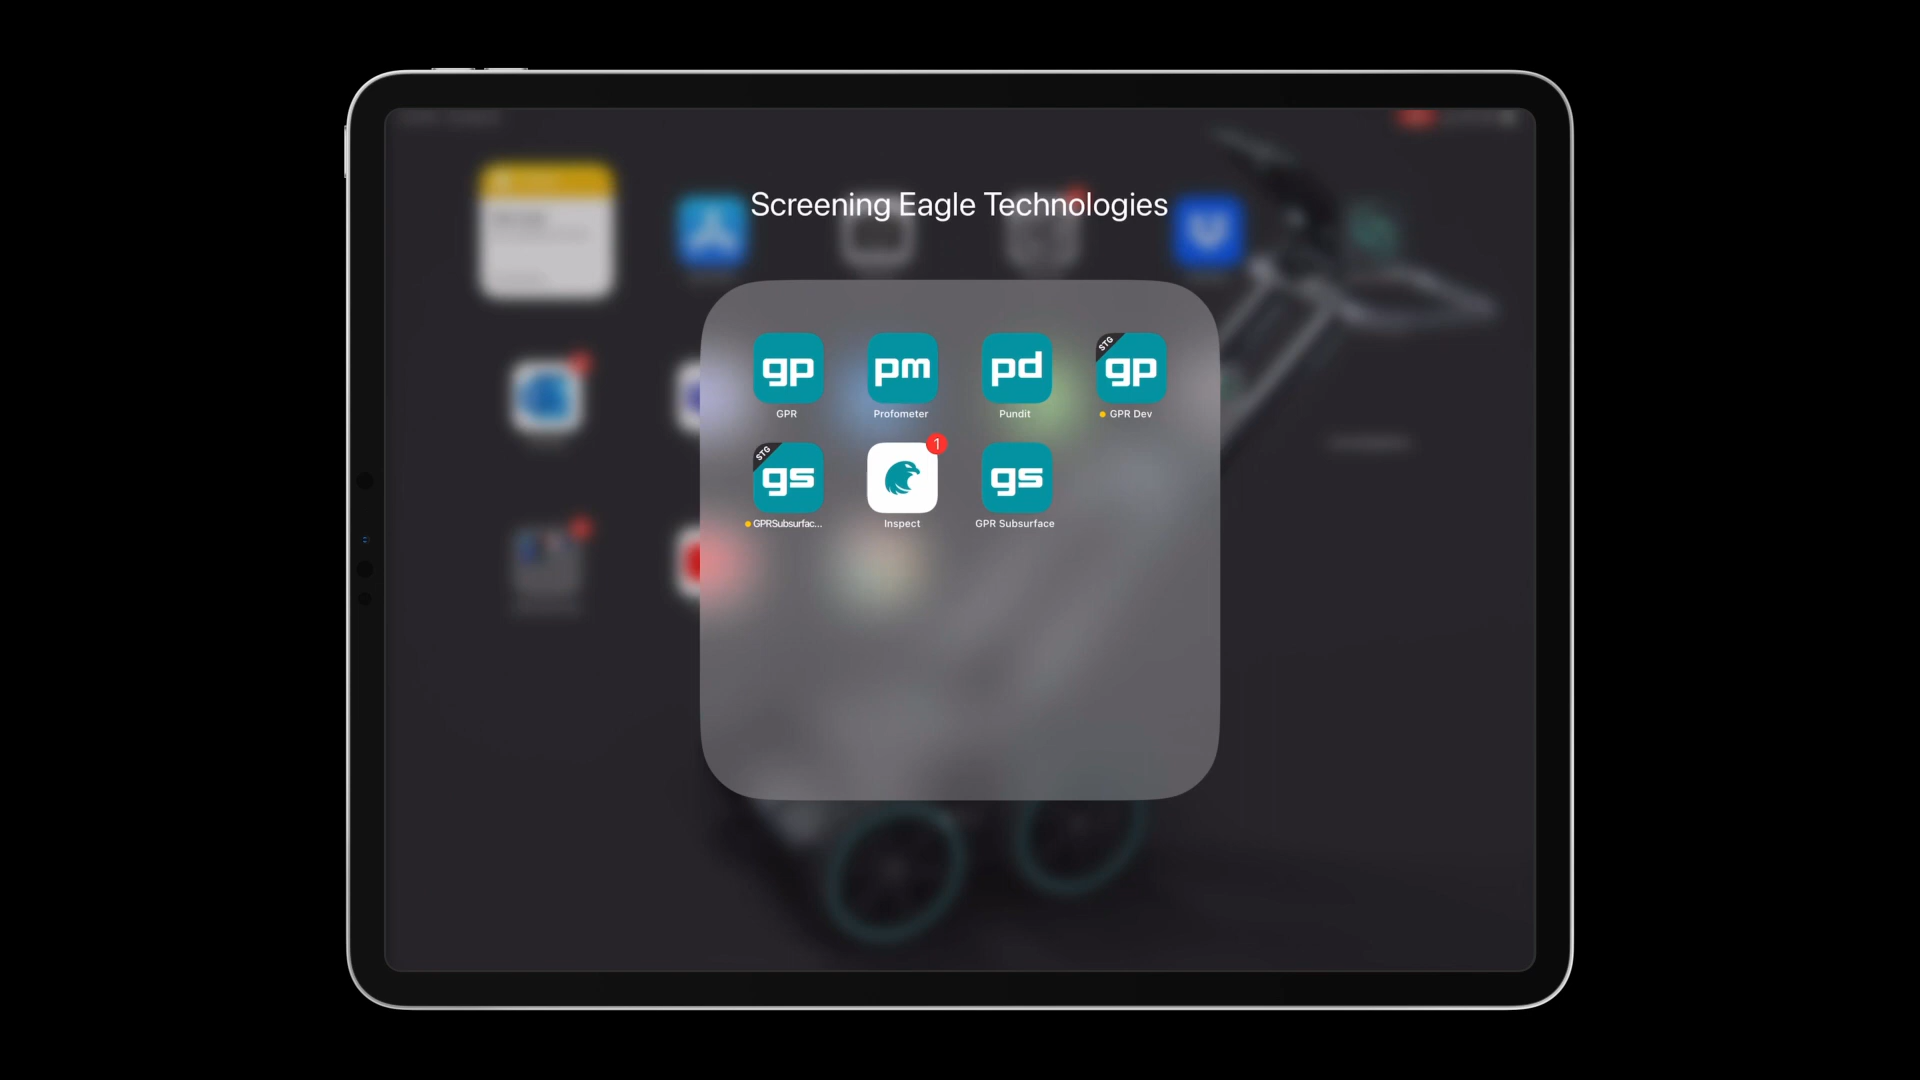 Screening Eagle Technologies
gp
pm
pd
STG
gp
GPR
Profometer
Pundit
GPR Dev
STG
gs
1
gs
GPRSubsurfac...
Inspect
GPR Subsurface